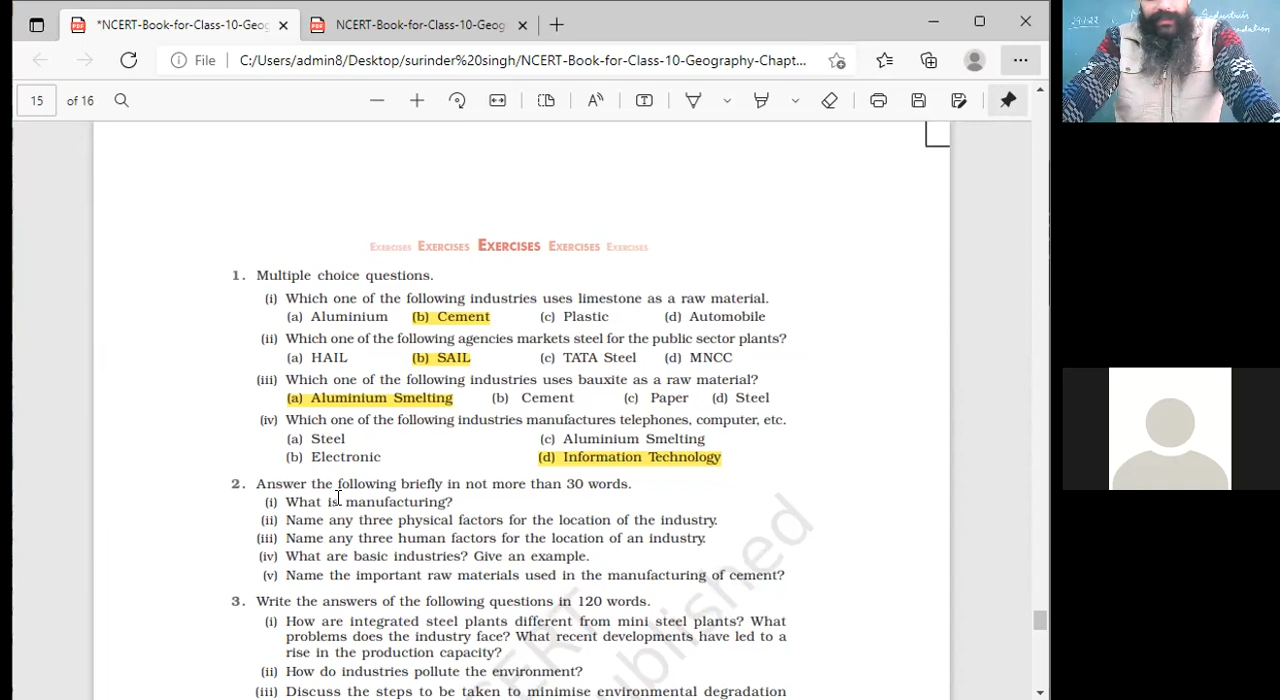 *NCERT-Book-for-Class-10-Geog
NCERT-Book-for-Class-10-Geog
File C:/Users/admin8/Desktop/surinder%20singh/NCERT-Book-for-Class-10-Geography-Chapt...
15 of 16
EXERCISES EXERCISES EXERCISES EXERCISES EXERCISES
1. Multiple choice questions.
(i) Which one of the following industries uses limestone as a raw material.
(a) Aluminium (b) Cement (c) Plastic (d) Automobile
(ii) Which one of the following agencies markets steel for the public sector plants?
(a) HAIL (b) SAIL (c) TATA Steel (d) MNCC
(iii) Which one of the following industries uses bauxite as a raw material?
(a) Aluminium Smelting (b) Cement (c) Paper (d) Steel
(iv) Which one of the following industries manufactures telephones, computer, etc.
(a) Steel (c) Aluminium Smelting
(b) Electronic (d) Information Technology
2. Answer the following briefly in not more than 30 words.
(i) What is manufacturing?
(ii) Name any three physical factors for the location of the industry.
(iii) Name any three human factors for the location of an industry.
(iv) What are basic industries? Give an example.
(v) Name the important raw materials used in the manufacturing of cement?
3. Write the answers of the following questions in 120 words.
(i) How are integrated steel plants different from mini steel plants? What
problems does the industry face? What recent developments have led to a
rise in the production capacity?
(ii) How do industries pollute the environment?
(iii) Discuss the steps to be taken to minimise environmental degradation
CERT
ublished